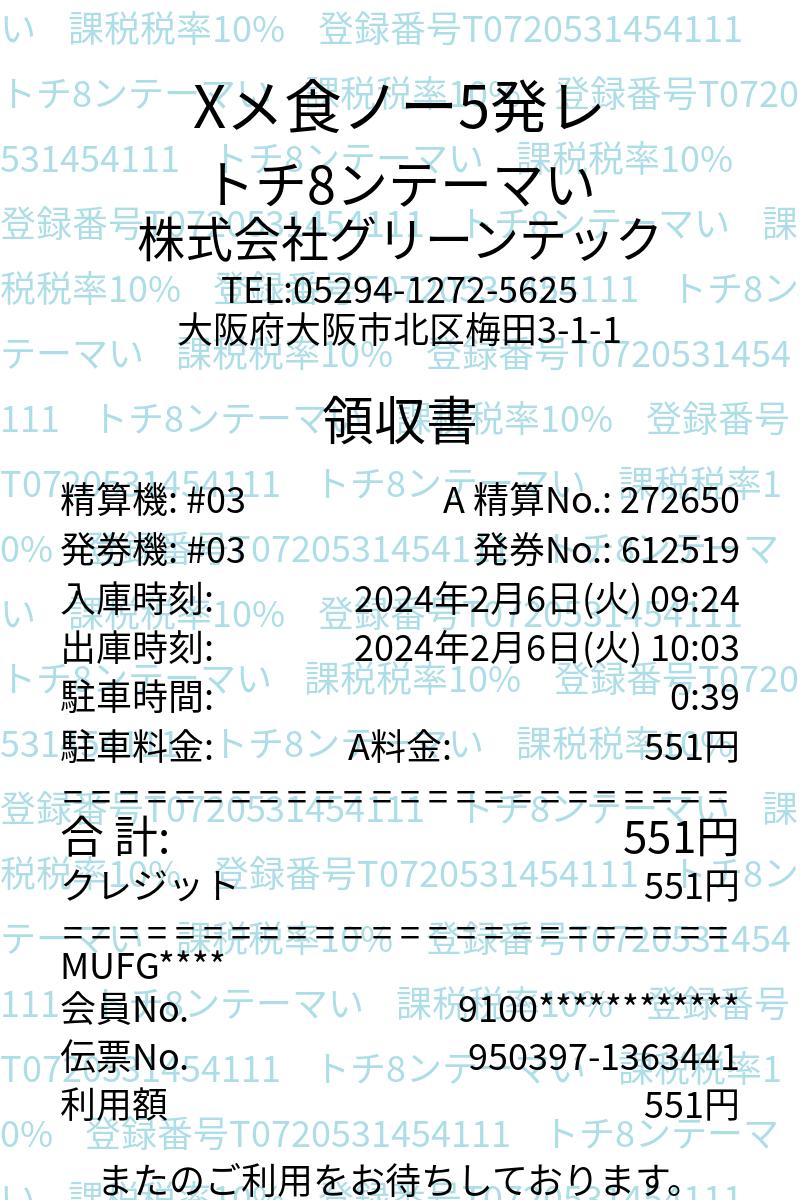 Xメ食ノー5発レ
トチ8ンテーマい
株式会社グリーンテック
TEL:05294-1272-5625
大阪府大阪市北区梅田3-1-1
領収書
精算機: #03 A 精算No.: 272650
発券機: #03 発券No.: 612519
入庫時刻: 2024年2月6日(火) 09:24
出庫時刻: 2024年2月6日(火) 10:03
駐車時間: 0:39
駐車料金: A料金: 551円
========================
合 計: 551円
クレジット 551円
========================
MUFG****
会員No. 9100************
伝票No. 950397-1363441
利用額 551円
またのご利用をお待ちしております。
い 課税税率10% 登録番号T0720531454111
トチ8ンテーマい 課税税率10% 登録番号T0720
531454111 トチ8ンテーマい 課税税率10%
登録番号T0720531454111 トチ8ンテーマい 課
税税率10% 登録番号T0720531454111 トチ8ン
テーマい 課税税率10% 登録番号T0720531454
111 トチ8ンテーマい 課税税率10% 登録番号
T0720531454111 トチ8ンテーマい 課税税率1
0% 登録番号T0720531454111 トチ8ンテーマ
い 課税税率10% 登録番号T0720531454111
トチ8ンテーマい 課税税率10% 登録番号T0720
531454111 トチ8ンテーマい 課税税率10%
登録番号T0720531454111 トチ8ンテーマい 課
税税率10% 登録番号T0720531454111 トチ8ン
テーマい 課税税率10% 登録番号T0720531454
111 トチ8ンテーマい 課税税率10% 登録番号
T0720531454111 トチ8ンテーマい 課税税率1
0% 登録番号T0720531454111 トチ8ンテーマ
い 課税税率10% 登録番号T0720531454111